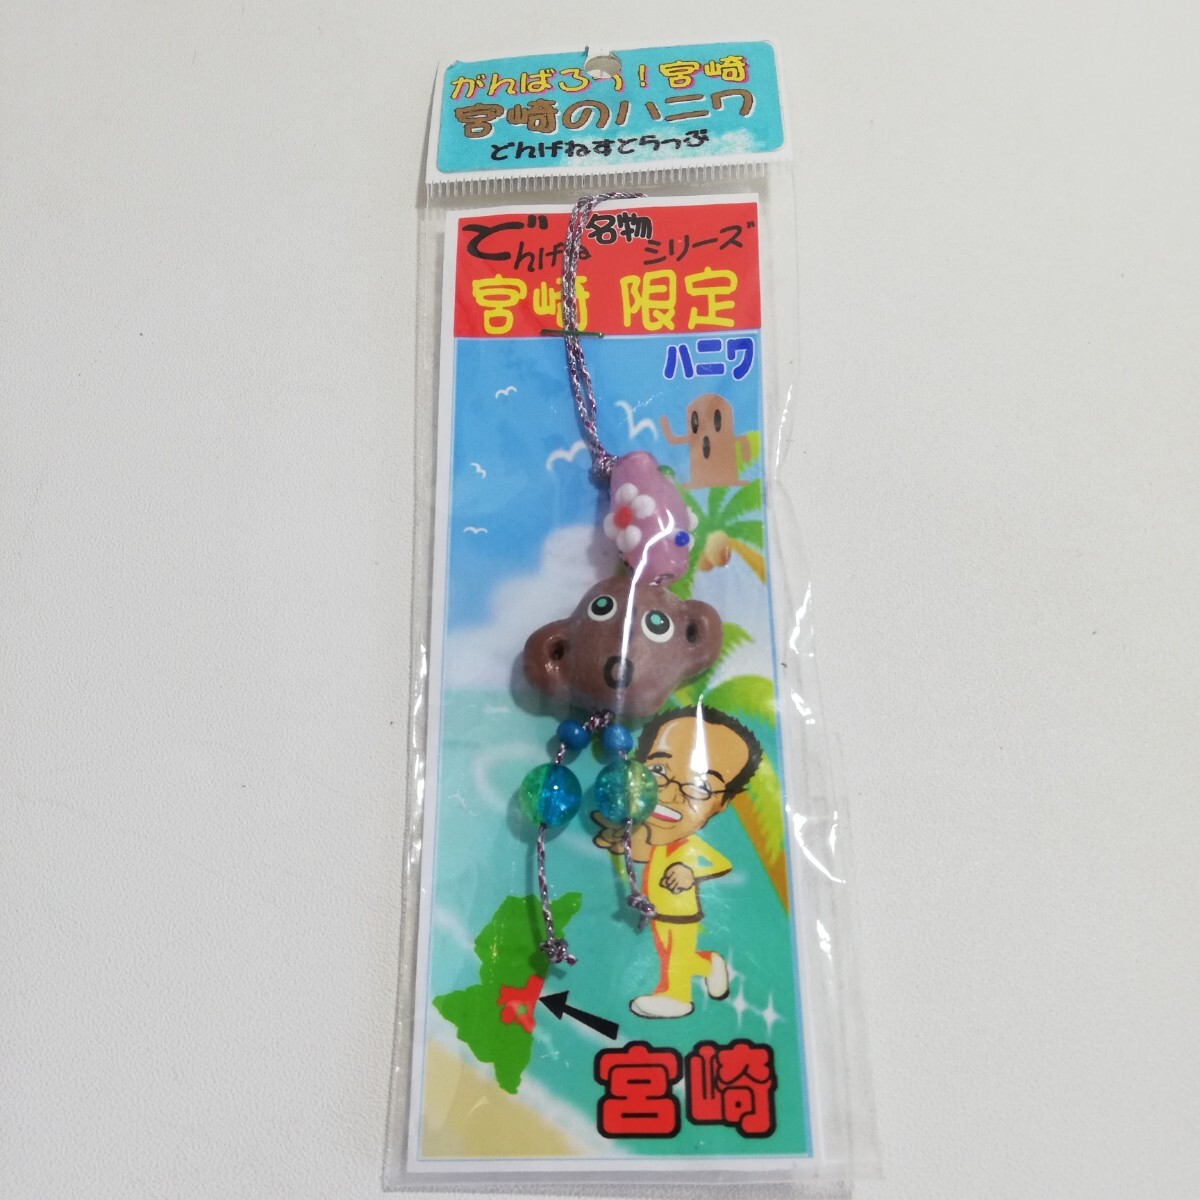 がんばろう！宮崎
宮崎のハニワ
どんげねすとらっぷ
どんげね名物シリーズ
宮崎 限定
ハニワ
宮崎